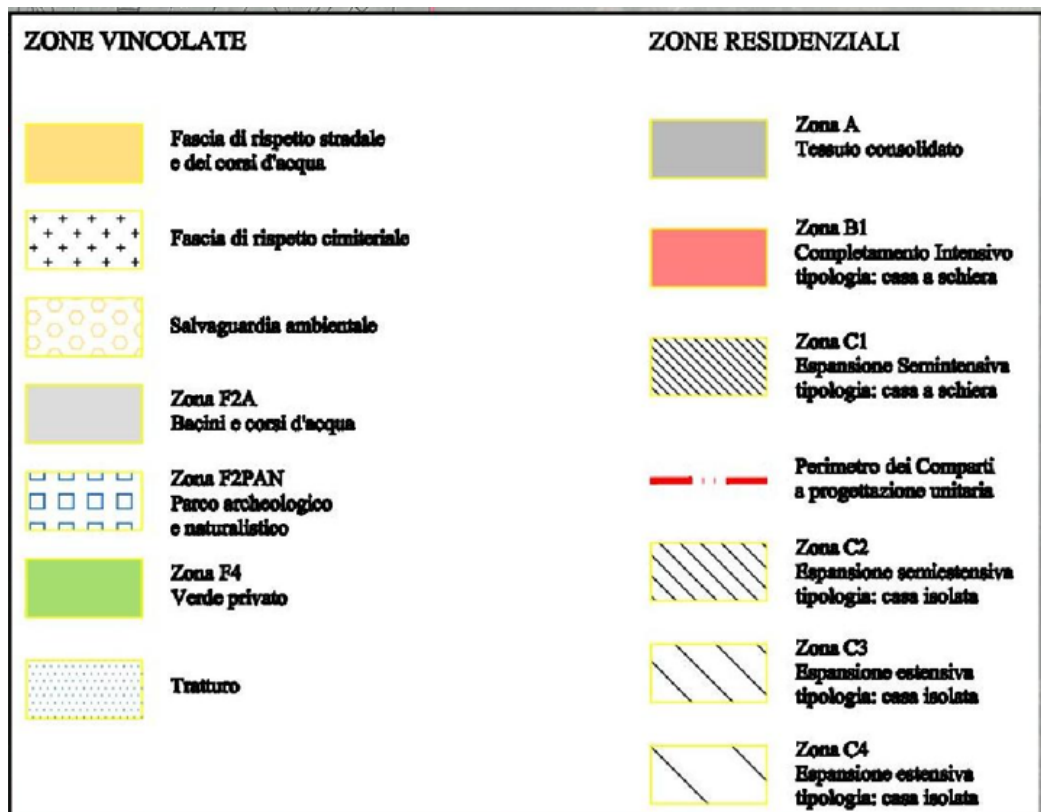 ZONE VINCOLATE
Fascia di rispetto stradale
e dei corsi d'acqua
Fascia di rispetto cimiteriale
Salvaguardia ambientale
Zona F2A
Bacini e corsi d'acqua
Zona F2PAN
Parco archeologico
e naturalistico
Zona F4
Verde privato
Tratturo
ZONE RESIDENZIALI
Zona A
Tessuto consolidato
Zona B1
Completamento Intensivo
tipologia: casa a schiera
Zona C1
Espansione Semintensiva
tipologia: casa a schiera
Perimetro dei Comparti
a progettazione unitaria
Zona C2
Espansione semiestensiva
tipologia: casa isolata
Zona C3
Espansione estensiva
tipologia: casa isolata
Zona C4
Espansione estensiva
tipologia: casa isolata